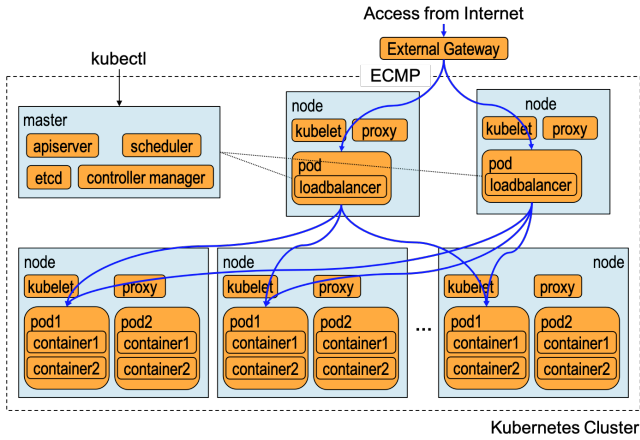 Access from Internet
External Gateway
kubectl
ECMP
master
apiserver
scheduler
etcd
controller manager
node
kubelet
proxy
pod
loadbalancer
node
kubelet
proxy
pod
loadbalancer
node
kubelet
proxy
pod1
container1
container2
pod2
container1
container2
node
kubelet
proxy
pod1
container1
container2
pod2
container1
container2
...
node
kubelet
proxy
pod1
container1
container2
pod2
container1
container2
Kubernetes Cluster